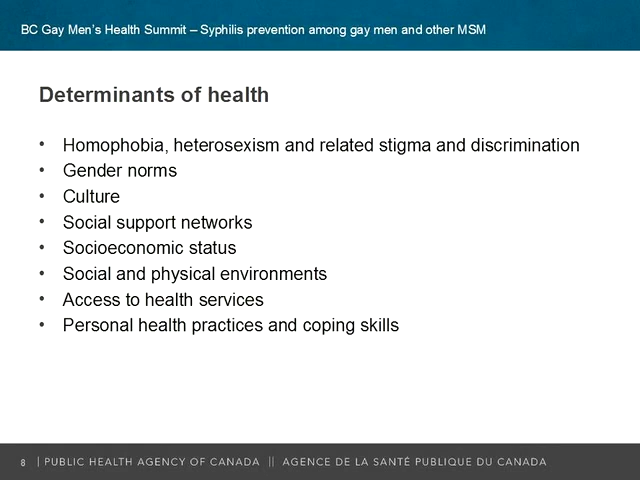 BC Gay Men's Health Summit – Syphilis prevention among gay men and other MSM
Determinants of health
• Homophobia, heterosexism and related stigma and discrimination
• Gender norms
• Culture
• Social support networks
• Socioeconomic status
• Social and physical environments
• Access to health services
• Personal health practices and coping skills
8 | PUBLIC HEALTH AGENCY OF CANADA || AGENCE DE LA SANTÉ PUBLIQUE DU CANADA